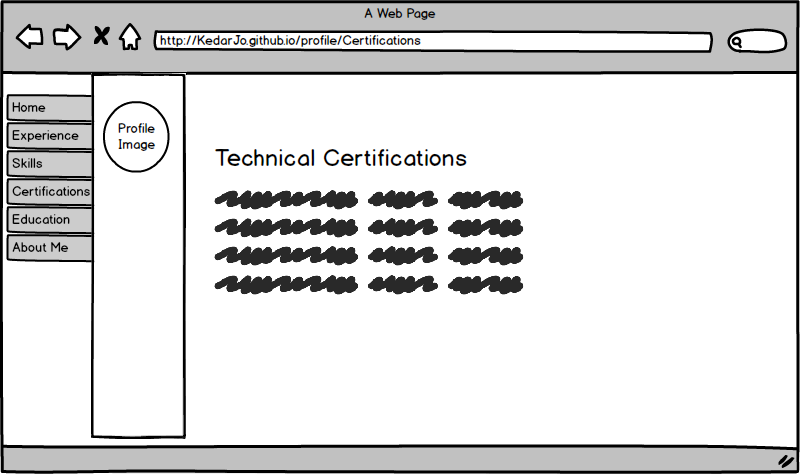 A Web Page
http://KedarJo.github.io/profile/Certifications
Home
Experience
Skills
Certifications
Education
About Me
Profile
Image
Technical Certifications